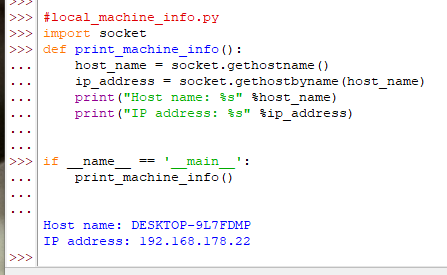 >>>
>>> #local_machine_info.py
>>> import socket
>>> def print_machine_info():
...     host_name = socket.gethostname()
...     ip_address = socket.gethostbyname(host_name)
...     print("Host name: %s" %host_name)
...     print("IP address: %s" %ip_address)
...
...
>>> if __name__ == '__main__':
...     print_machine_info()
...
...
Host name: DESKTOP-9L7FDMP
IP address: 192.168.178.22
>>>